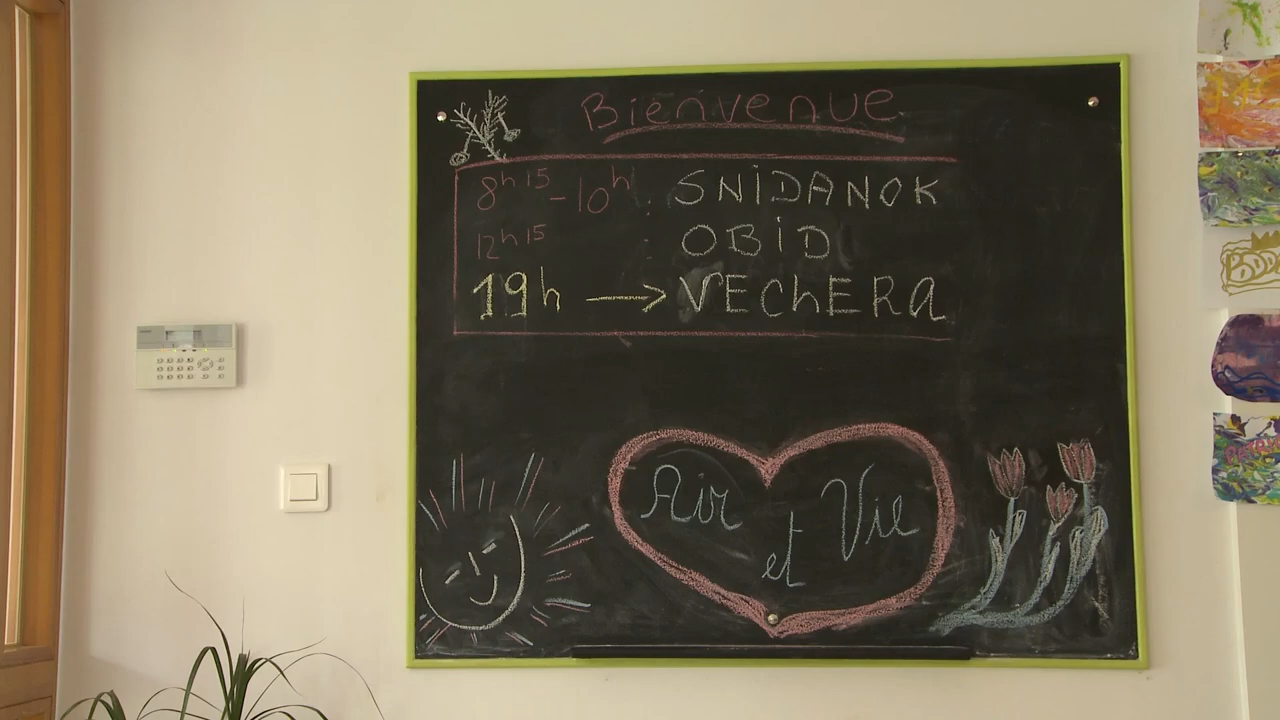 Bienvenue
8h15-10h : SNIDANOK
12h15 : OBID
19h → VEChERa
Air
et
Vie